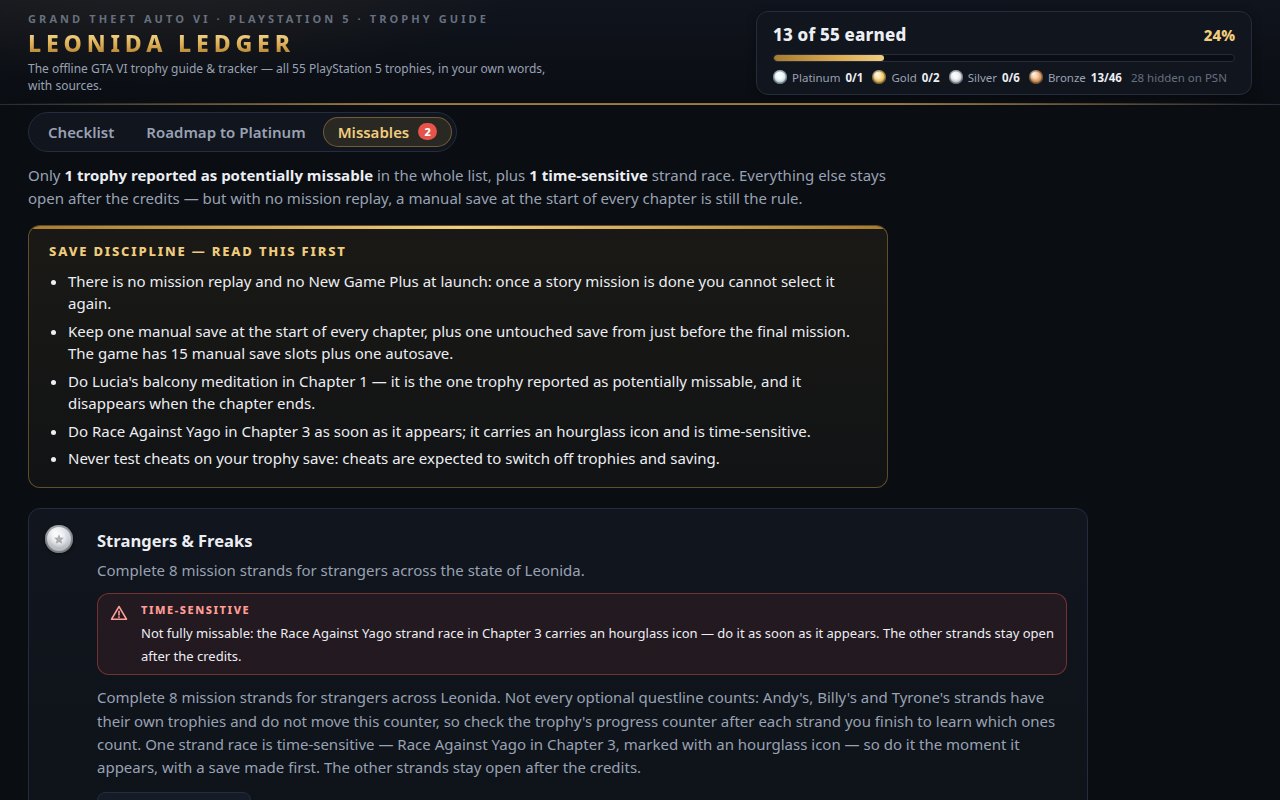 GRAND THEFT AUTO VI · PLAYSTATION 5 · TROPHY GUIDE
LEONIDA LEDGER
The offline GTA VI trophy guide & tracker — all 55 PlayStation 5 trophies, in your own words,
with sources.
13 of 55 earned
24%
Platinum 0/1 Gold 0/2 Silver 0/6 Bronze 13/46 28 hidden on PSN
Checklist Roadmap to Platinum Missables 2
Only 1 trophy reported as potentially missable in the whole list, plus 1 time-sensitive strand race. Everything else stays
open after the credits — but with no mission replay, a manual save at the start of every chapter is still the rule.
SAVE DISCIPLINE — READ THIS FIRST
• There is no mission replay and no New Game Plus at launch: once a story mission is done you cannot select it
again.
• Keep one manual save at the start of every chapter, plus one untouched save from just before the final mission.
The game has 15 manual save slots plus one autosave.
• Do Lucia's balcony meditation in Chapter 1 — it is the one trophy reported as potentially missable, and it
disappears when the chapter ends.
• Do Race Against Yago in Chapter 3 as soon as it appears; it carries an hourglass icon and is time-sensitive.
• Never test cheats on your trophy save: cheats are expected to switch off trophies and saving.
Strangers & Freaks
Complete 8 mission strands for strangers across the state of Leonida.
TIME-SENSITIVE
Not fully missable: the Race Against Yago strand race in Chapter 3 carries an hourglass icon — do it as soon as it appears. The other strands stay open
after the credits.
Complete 8 mission strands for strangers across Leonida. Not every optional questline counts: Andy's, Billy's and Tyrone's strands have
their own trophies and do not move this counter, so check the trophy's progress counter after each strand you finish to learn which ones
count. One strand race is time-sensitive — Race Against Yago in Chapter 3, marked with an hourglass icon — so do it the moment it
appears, with a save made first. The other strands stay open after the credits.